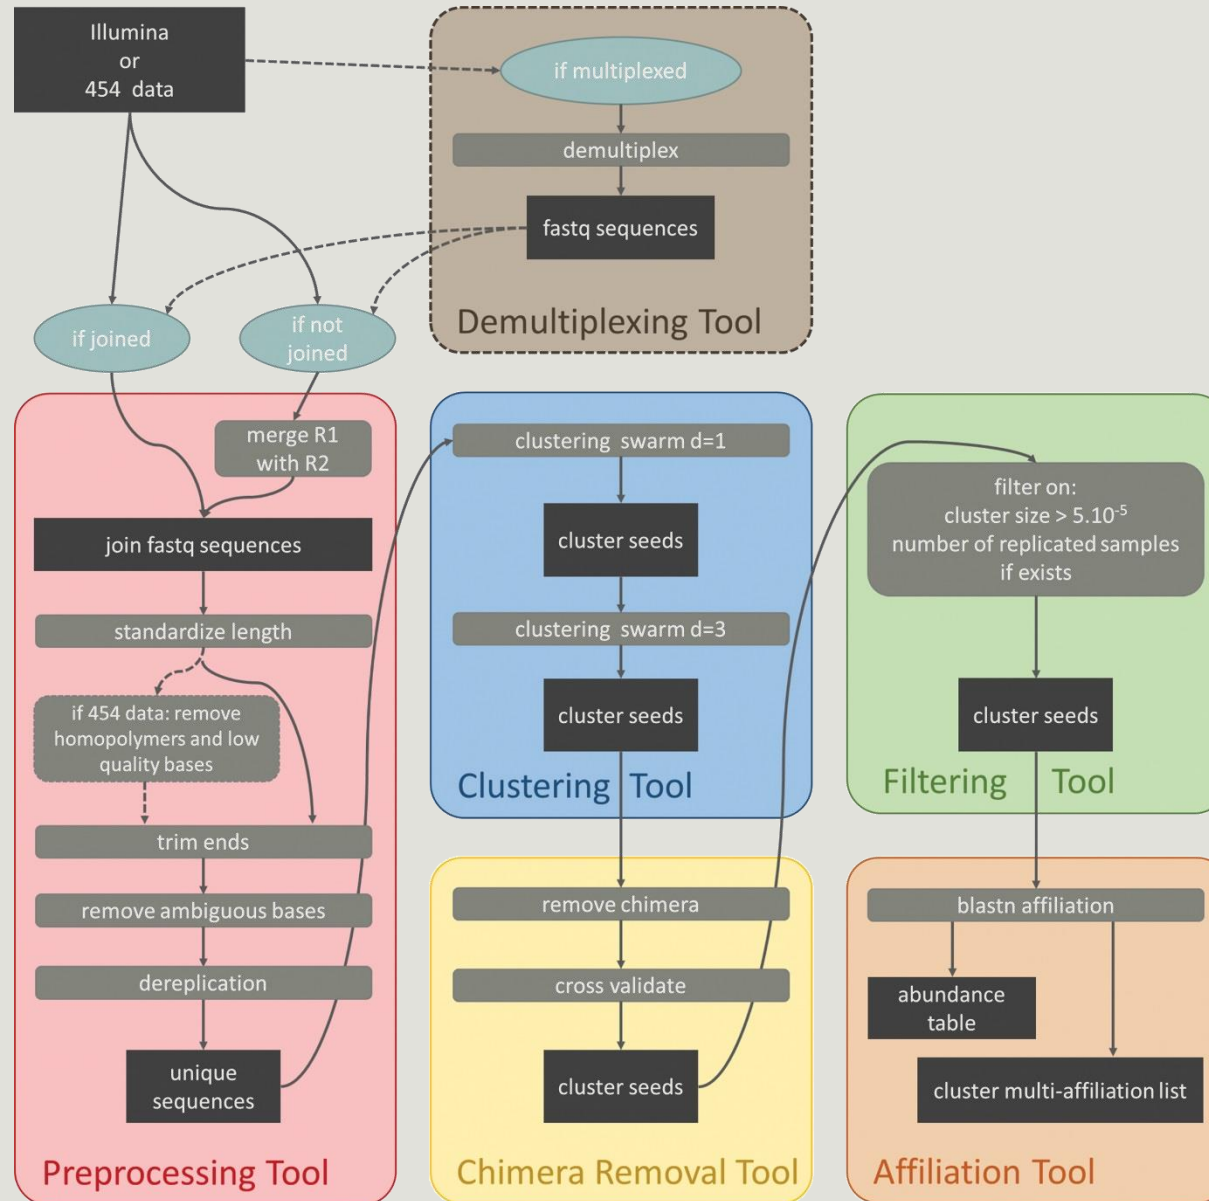 Illumina
or
454 data
if multiplexed
demultiplex
fastq sequences
Demultiplexing Tool
if joined
if not
joined
merge R1
with R2
join fastq sequences
standardize length
if 454 data: remove
homopolymers and low
quality bases
trim ends
remove ambiguous bases
dereplication
unique
sequences
Preprocessing Tool
clustering swarm d=1
cluster seeds
clustering swarm d=3
cluster seeds
Clustering Tool
remove chimera
cross validate
cluster seeds
Chimera Removal Tool
filter on:
cluster size > 5.10⁻⁵
number of replicated samples
if exists
cluster seeds
Filtering Tool
blastn affiliation
abundance
table
cluster multi-affiliation list
Affiliation Tool